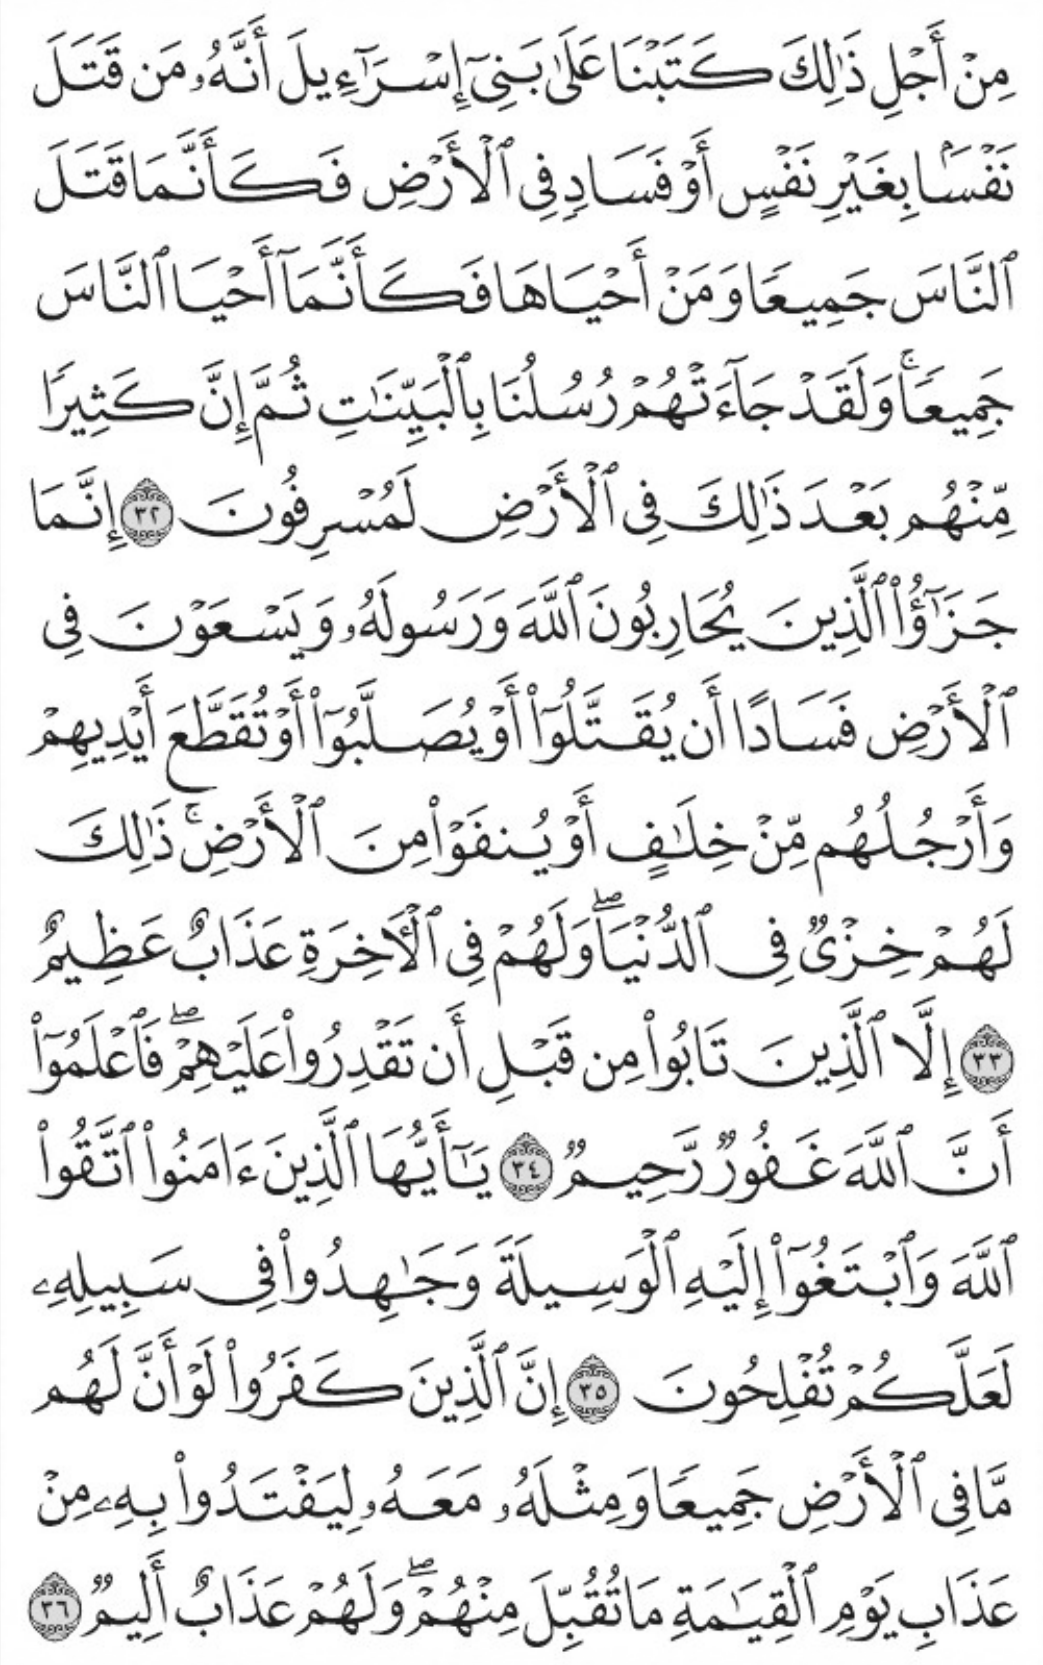 مِنْ أَجْلِ ذَٰلِكَ كَتَبْنَا عَلَىٰ بَنِىٓ إِسْرَٰٓءِيلَ أَنَّهُۥ مَن قَتَلَ
نَفْسًۢا بِغَيْرِ نَفْسٍ أَوْ فَسَادٍ فِى ٱلْأَرْضِ فَكَأَنَّمَا قَتَلَ
ٱلنَّاسَ جَمِيعًا وَمَنْ أَحْيَاهَا فَكَأَنَّمَآ أَحْيَا ٱلنَّاسَ
جَمِيعًا ۚ وَلَقَدْ جَآءَتْهُمْ رُسُلُنَا بِٱلْبَيِّنَٰتِ ثُمَّ إِنَّ كَثِيرًا
مِّنْهُم بَعْدَ ذَٰلِكَ فِى ٱلْأَرْضِ لَمُسْرِفُونَ ٣٢ إِنَّمَا
جَزَٰٓؤُا۟ ٱلَّذِينَ يُحَارِبُونَ ٱللَّهَ وَرَسُولَهُۥ وَيَسْعَوْنَ فِى
ٱلْأَرْضِ فَسَادًا أَن يُقَتَّلُوٓا۟ أَوْ يُصَلَّبُوٓا۟ أَوْ تُقَطَّعَ أَيْدِيهِمْ
وَأَرْجُلُهُم مِّنْ خِلَٰفٍ أَوْ يُنفَوْا۟ مِنَ ٱلْأَرْضِ ۚ ذَٰلِكَ
لَهُمْ خِزْىٌ فِى ٱلدُّنْيَا ۖ وَلَهُمْ فِى ٱلْءَاخِرَةِ عَذَابٌ عَظِيمٌ
٣٣ إِلَّا ٱلَّذِينَ تَابُوا۟ مِن قَبْلِ أَن تَقْدِرُوا۟ عَلَيْهِمْ ۖ فَٱعْلَمُوٓا۟
أَنَّ ٱللَّهَ غَفُورٌ رَّحِيمٌ ٣٤ يَٰٓأَيُّهَا ٱلَّذِينَ ءَامَنُوا۟ ٱتَّقُوا۟
ٱللَّهَ وَٱبْتَغُوٓا۟ إِلَيْهِ ٱلْوَسِيلَةَ وَجَٰهِدُوا۟ فِى سَبِيلِهِۦ
لَعَلَّكُمْ تُفْلِحُونَ ٣٥ إِنَّ ٱلَّذِينَ كَفَرُوا۟ لَوْ أَنَّ لَهُم
مَّا فِى ٱلْأَرْضِ جَمِيعًا وَمِثْلَهُۥ مَعَهُۥ لِيَفْتَدُوا۟ بِهِۦ مِنْ
عَذَابِ يَوْمِ ٱلْقِيَٰمَةِ مَا تُقُبِّلَ مِنْهُمْ ۖ وَلَهُمْ عَذَابٌ أَلِيمٌ ٣٦